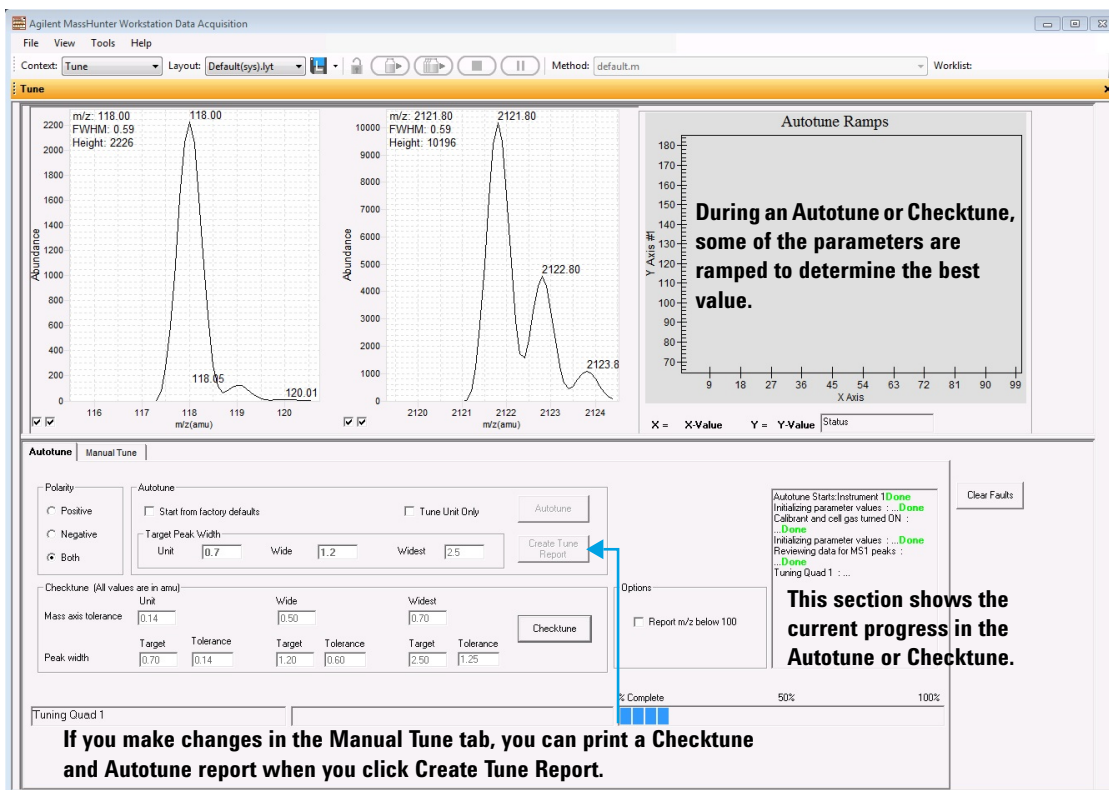 Agilent MassHunter Workstation Data Acquisition
File View Tools Help
Context: Tune Layout: Default(sys).lyt Method: default.m Worklist:
Tune
m/z: 118.00
FWHM: 0.59
Height: 2226
118.00
118.05
120.01
2200
2000
1800
1600
1400
1200
1000
800
600
400
200
0
Abundance
116 117 118 119 120
m/z(amu)
m/z: 2121.80
FWHM: 0.59
Height: 10196
2121.80
2122.80
2123.8
10000
9000
8000
7000
6000
5000
4000
3000
2000
1000
0
Abundance
2120 2121 2122 2123 2124
m/z(amu)
Autotune Ramps
180
170
160
150
140
130
120
110
100
90
80
70
Y Axis #1
During an Autotune or Checktune,
some of the parameters are
ramped to determine the best
value.
9 18 27 36 45 54 63 72 81 90 99
X Axis
X = X-Value Y = Y-Value Status
Autotune Manual Tune
Polarity
Positive
Negative
Both
Autotune
Start from factory defaults Tune Unit Only Autotune
Target Peak Width
Unit 0.7 Wide 1.2 Widest 2.5
Create Tune
Report
Checktune (All values are in amu)
Unit Wide Widest
Mass axis tolerance 0.14 0.50 0.70
Target Tolerance Target Tolerance Target Tolerance
Peak width 0.70 0.14 1.20 0.60 2.50 1.25
Checktune
Options
Report m/z below 100
Autotune Starts:Instrument 1Done
Initializing parameter values : ...Done
Calibrant and cell gas turned ON :
...Done
Initializing parameter values : ...Done
Reviewing data for MS1 peaks :
...Done
Tuning Quad 1 : ...
Clear Faults
This section shows the
current progress in the
Autotune or Checktune.
% Complete 50% 100%
Tuning Quad 1
If you make changes in the Manual Tune tab, you can print a Checktune
and Autotune report when you click Create Tune Report.